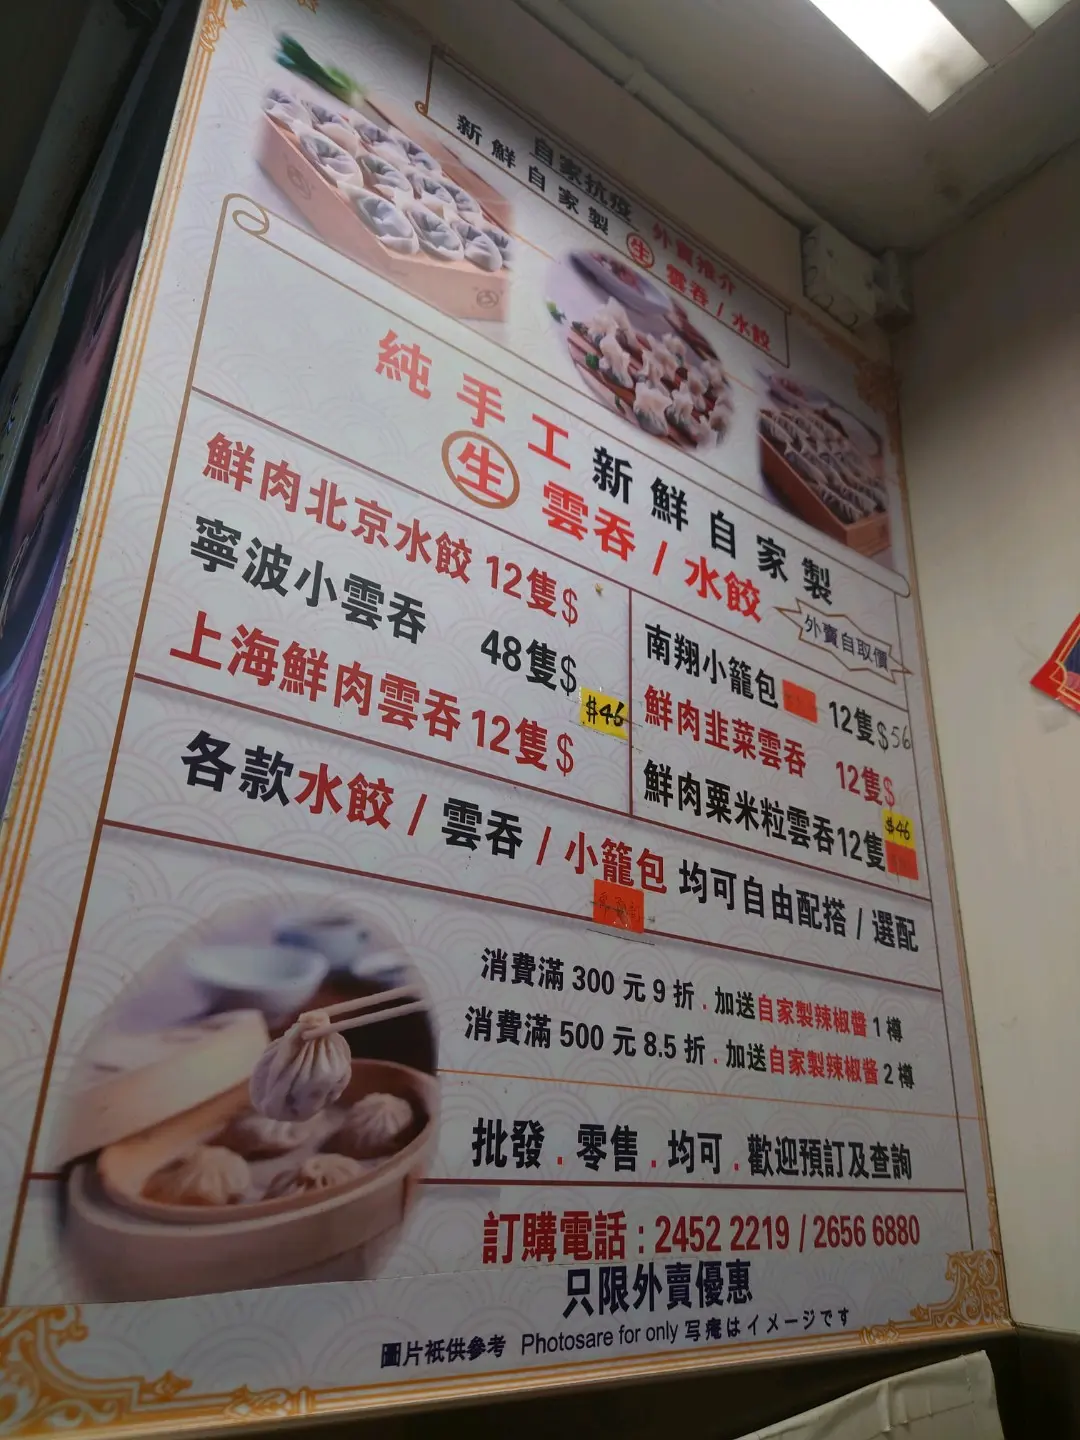 自家抗疫 外賣推介
新鮮自家製 生 雲吞 / 水餃
純手工新鮮自家製
生 雲吞 / 水餃
外賣自取價
鮮肉北京水餃 12隻$
寧波小雲吞 48隻$
上海鮮肉雲吞 12隻$
$46
南翔小籠包 12隻$56
鮮肉韭菜雲吞 12隻$
鮮肉粟米粒雲吞12隻
$46
各款水餃 / 雲吞 / 小籠包 均可自由配搭 / 選配
消費滿 300 元 9 折 . 加送自家製辣椒醬 1 樽
消費滿 500 元 8.5 折 . 加送自家製辣椒醬 2 樽
批發 . 零售 . 均可 . 歡迎預訂及查詢
訂購電話 : 2452 2219 / 2656 6880
只限外賣優惠
圖片衹供參考 Photosare for only 写庵はイメージです